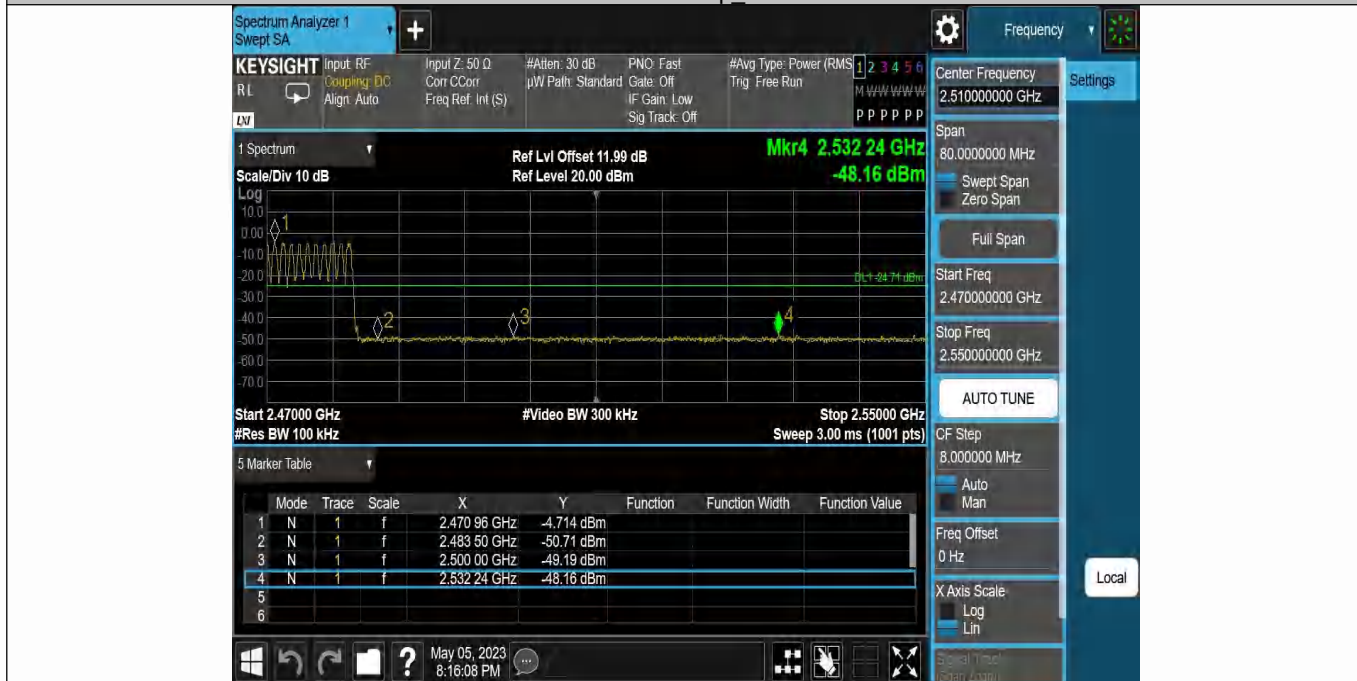 Spectrum Analyzer 1
Swept SA
+
Frequency
KEYSIGHT
RL
LXI
Input: RF
Coupling: DC
Align: Auto
Input Z: 50 Ω
Corr CCorr
Freq Ref: Int (S)
#Atten: 30 dB
µW Path: Standard
PNO: Fast
Gate: Off
IF Gain: Low
Sig Track: Off
#Avg Type: Power (RMS
Trig: Free Run
1 2 3 4 5 6
M W W W W W
P P P P P P
Center Frequency
2.510000000 GHz
Settings
1 Spectrum
Scale/Div 10 dB
Ref Lvl Offset 11.99 dB
Ref Level 20.00 dBm
Mkr4 2.532 24 GHz
-48.16 dBm
Span
80.0000000 MHz
Swept Span
Zero Span
Full Span
Log
10.0
0.00
-10.0
-20.0
-30.0
-40.0
-50.0
-60.0
-70.0
1
2
3
4
DL1 -24.71 dBm
Start Freq
2.470000000 GHz
Stop Freq
2.550000000 GHz
AUTO TUNE
Start 2.47000 GHz
#Res BW 100 kHz
#Video BW 300 kHz
Stop 2.55000 GHz
Sweep 3.00 ms (1001 pts)
CF Step
8.000000 MHz
Auto
Man
5 Marker Table
Mode Trace Scale X Y Function Function Width Function Value
1 N 1 f 2.470 96 GHz -4.714 dBm
2 N 1 f 2.483 50 GHz -50.71 dBm
3 N 1 f 2.500 00 GHz -49.19 dBm
4 N 1 f 2.532 24 GHz -48.16 dBm
5
6
Freq Offset
0 Hz
X Axis Scale
Log
Lin
Local
Signal Track
(Span Zoom)
?
May 05, 2023
8:16:08 PM